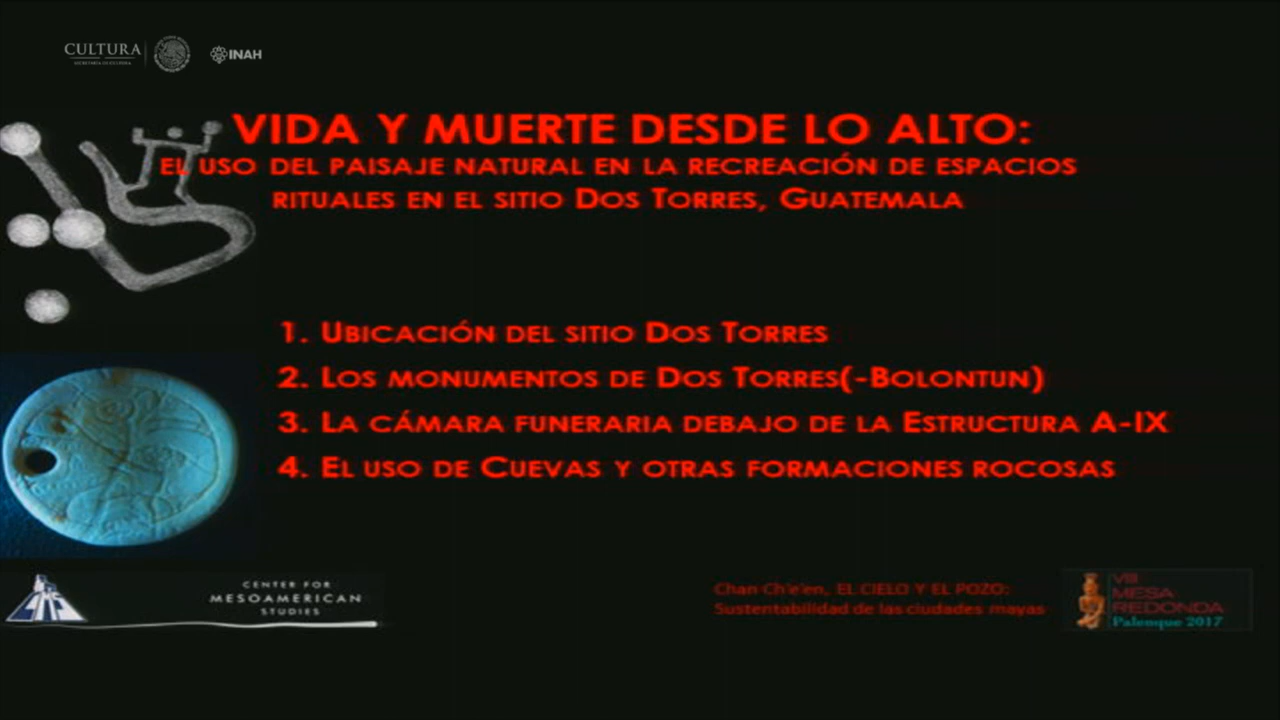 CULTURA
SECRETARÍA DE CULTURA
INAH
VIDA Y MUERTE DESDE LO ALTO:
EL USO DEL PAISAJE NATURAL EN LA RECREACIÓN DE ESPACIOS
RITUALES EN EL SITIO DOS TORRES, GUATEMALA
1. UBICACIÓN DEL SITIO DOS TORRES
2. LOS MONUMENTOS DE DOS TORRES(-BOLONTUN)
3. LA CÁMARA FUNERARIA DEBAJO DE LA ESTRUCTURA A-IX
4. EL USO DE CUEVAS Y OTRAS FORMACIONES ROCOSAS
CENTER FOR
MESOAMERICAN
STUDIES
Chan Ch'e'en, EL CIELO Y EL POZO:
Sustentabilidad de las ciudades mayas
VIII
MESA
REDONDA
Palenque 2017